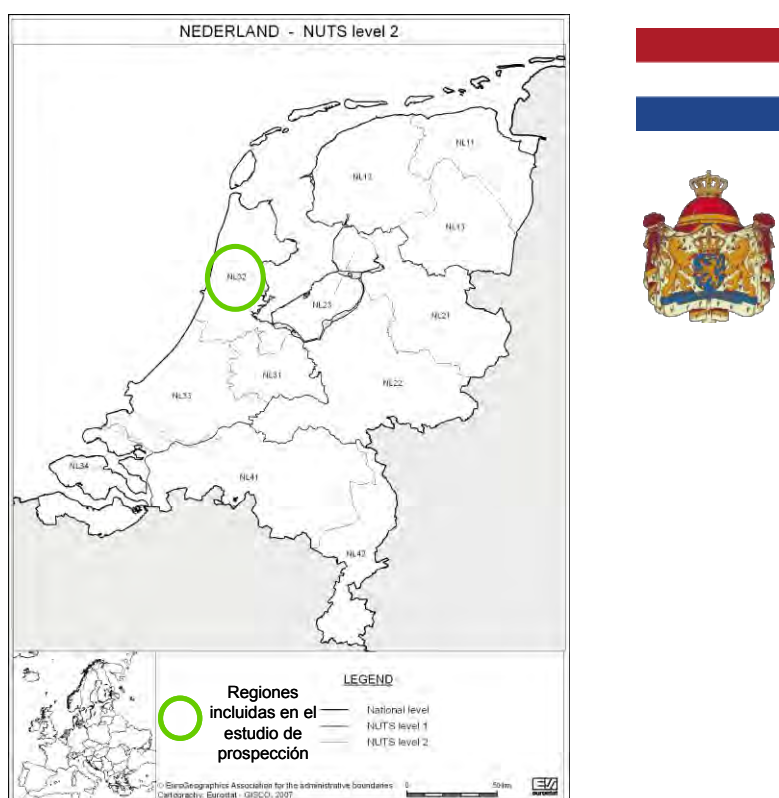 NEDERLAND - NUTS level 2
NL11
NL12
NL13
NL32
NL23
NL21
NL31
NL22
NL33
NL34
NL41
NL42
LEGEND
Regiones
incluidas en el
estudio de
prospección
National level
NUTS level 1
NUTS level 2
© EuroGeographics Association for the administrative boundaries
Cartography: Eurostat - GISCO, 2007
0
eurostat